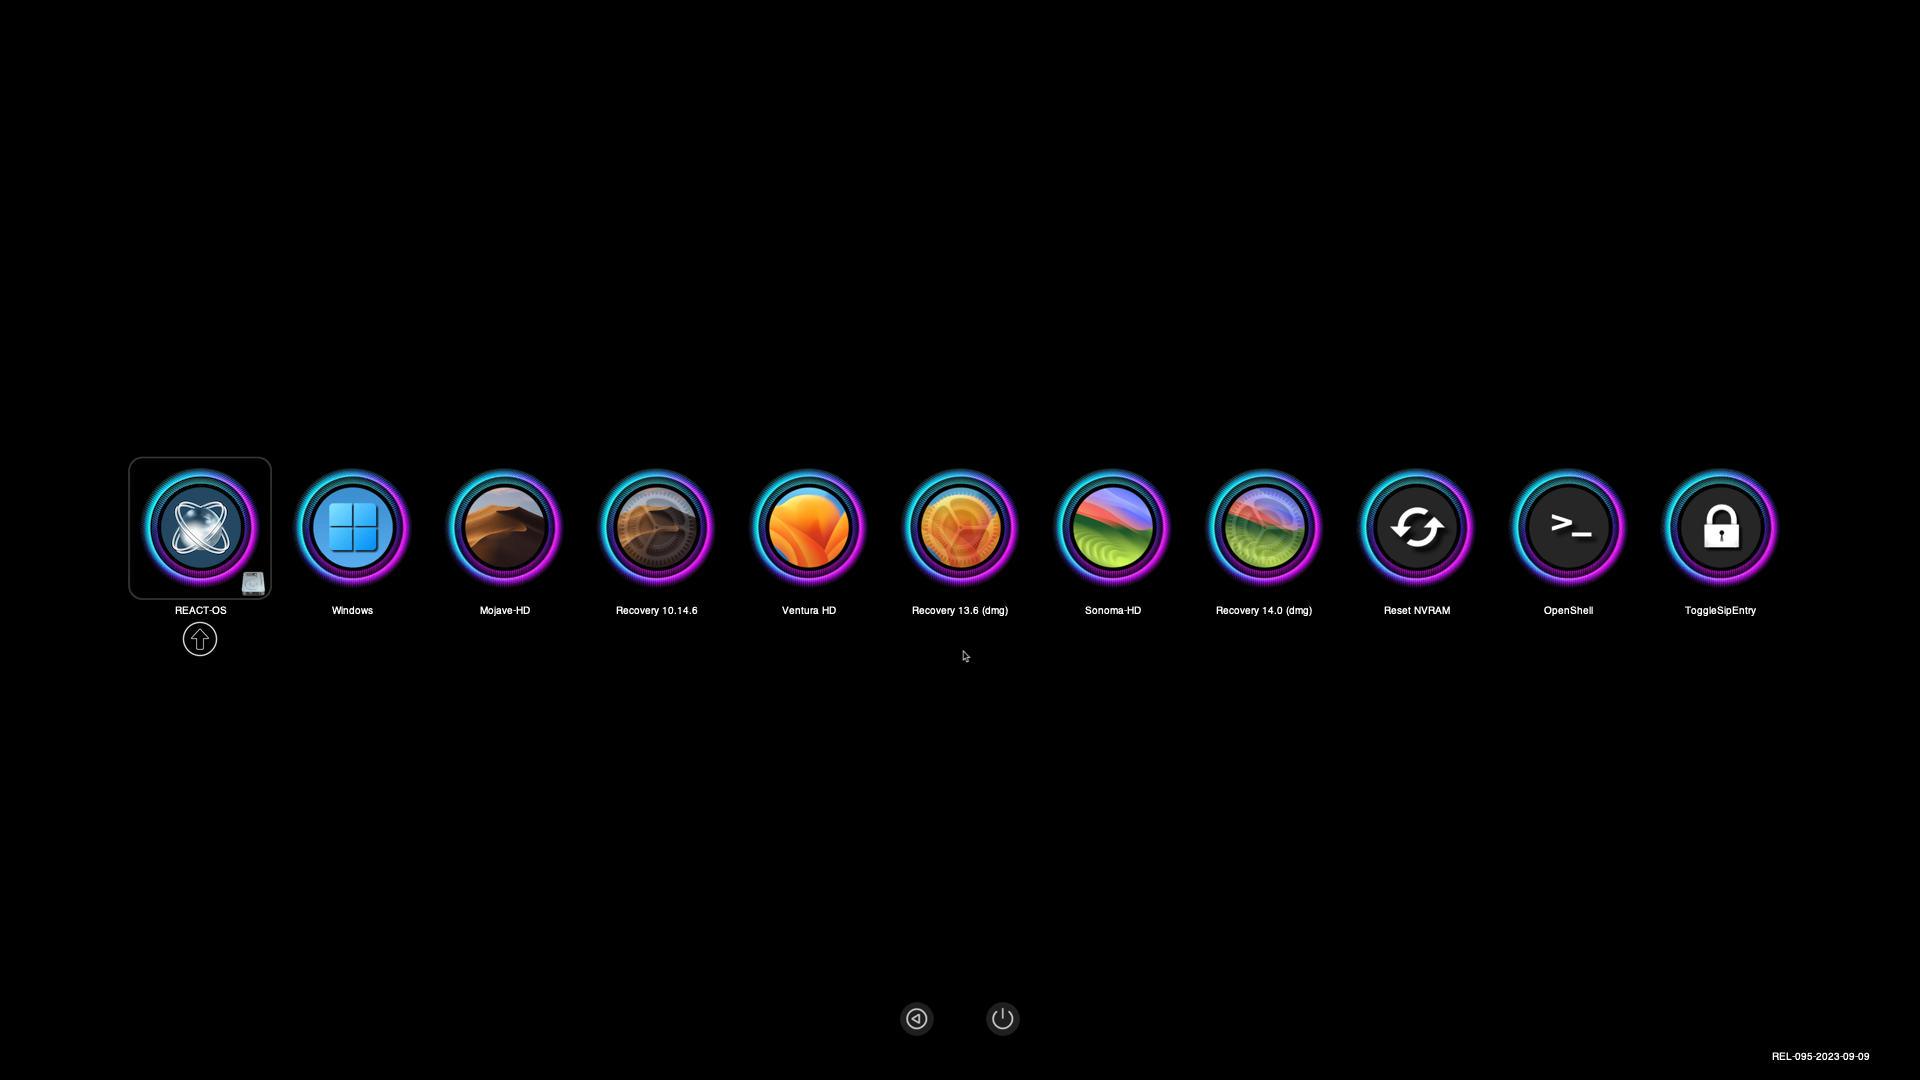 REACT-OS
Windows
Mojave-HD
Recovery 10.14.6
Ventura HD
Recovery 13.6 (dmg)
Sonoma-HD
Recovery 14.0 (dmg)
Reset NVRAM
OpenShell
ToggleSipEntry
REL-095-2023-09-09